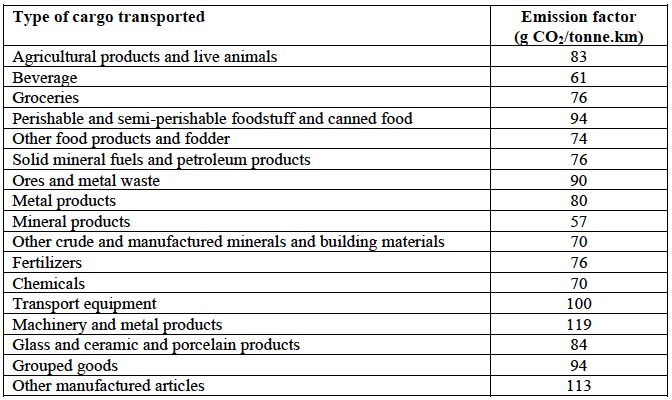 Type of cargo transported Emission factor
(g CO2/tonne.km)
Agricultural products and live animals 83
Beverage 61
Groceries 76
Perishable and semi-perishable foodstuff and canned food 94
Other food products and fodder 74
Solid mineral fuels and petroleum products 76
Ores and metal waste 90
Metal products 80
Mineral products 57
Other crude and manufactured minerals and building materials 70
Fertilizers 76
Chemicals 70
Transport equipment 100
Machinery and metal products 119
Glass and ceramic and porcelain products 84
Grouped goods 94
Other manufactured articles 113